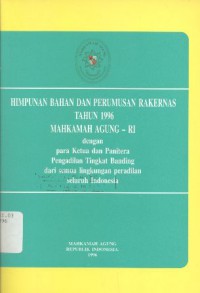 HIMPUNAN BAHAN DAN PERUMUSAN RAKERNAS
TAHUN 1996
MAHKAMAH AGUNG – RI
dengan
para Ketua dan Panitera
Pengadilan Tingkat Banding
dari semua lingkungan peradilan
seluruh Indonesia
MAHKAMAH AGUNG
REPUBLIK INDONESIA
1996